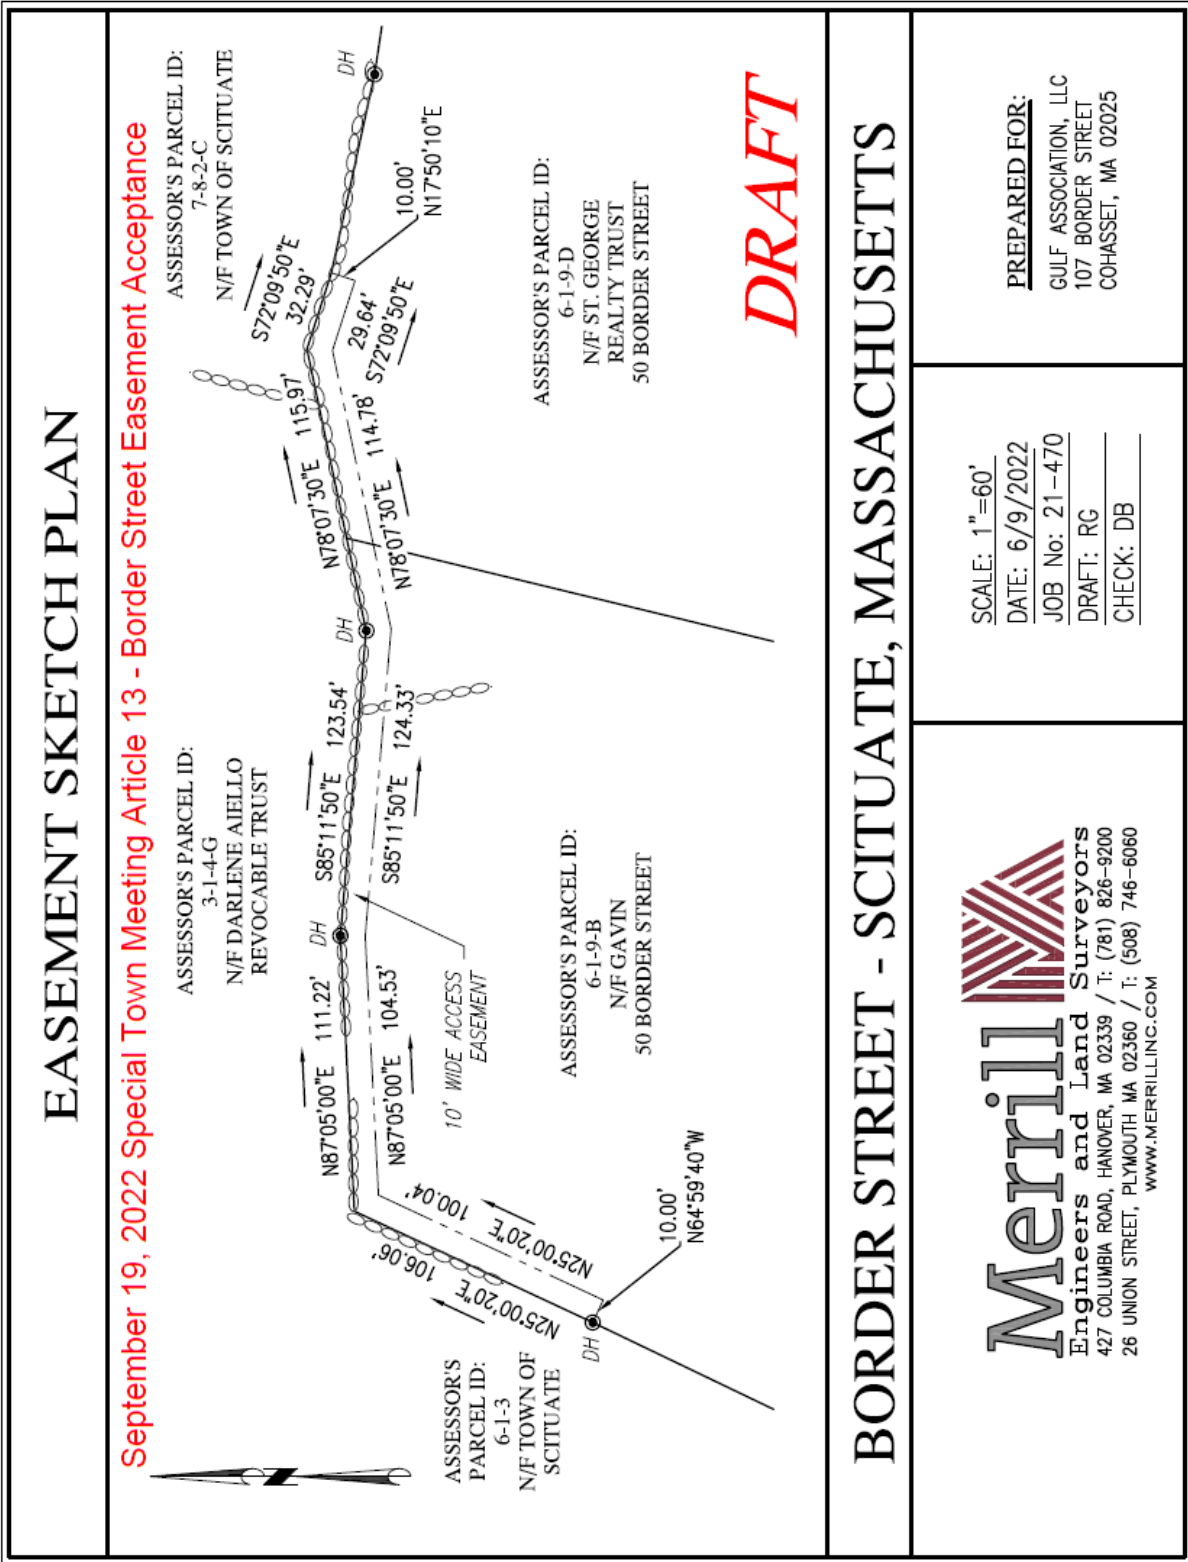 EASEMENT SKETCH PLAN
September 19, 2022 Special Town Meeting Article 13 - Border Street Easement Acceptance
ASSESSOR'S PARCEL ID:
7-8-2-C
N/F TOWN OF SCITUATE
ASSESSOR'S PARCEL ID:
3-1-4-G
N/F DARLENE AIELLO
REVOCABLE TRUST
S72°09'50"E
32.29'
DH
10.00'
N17°50'10"E
N78°07'30"E 115.97'
29.64'
S72°09'50"E
N78°07'30"E 114.78'
DH
S85°11'50"E 123.54'
S85°11'50"E 124.33'
DH
N87°05'00"E 111.22'
N87°05'00"E 104.53'
10' WIDE ACCESS
EASEMENT
N25°00'20"E 106.06'
N25°00'20"E 100.04'
N
DH
10.00'
N64°59'40"W
ASSESSOR'S
PARCEL ID:
6-1-3
N/F TOWN OF
SCITUATE
ASSESSOR'S PARCEL ID:
6-1-9-B
N/F GAVIN
50 BORDER STREET
ASSESSOR'S PARCEL ID:
6-1-9-D
N/F ST. GEORGE
REALTY TRUST
50 BORDER STREET
DRAFT
BORDER STREET - SCITUATE, MASSACHUSETTS
Merrill
Engineers and Land Surveyors
427 COLUMBIA ROAD, HANOVER, MA 02339 / T: (781) 826-9200
26 UNION STREET, PLYMOUTH MA 02360 / T: (508) 746-6060
WWW.MERRILLINC.COM
SCALE: 1"=60'
DATE: 6/9/2022
JOB No: 21-470
DRAFT: RG
CHECK: DB
PREPARED FOR:
GULF ASSOCIATION, LLC
107 BORDER STREET
COHASSET, MA 02025